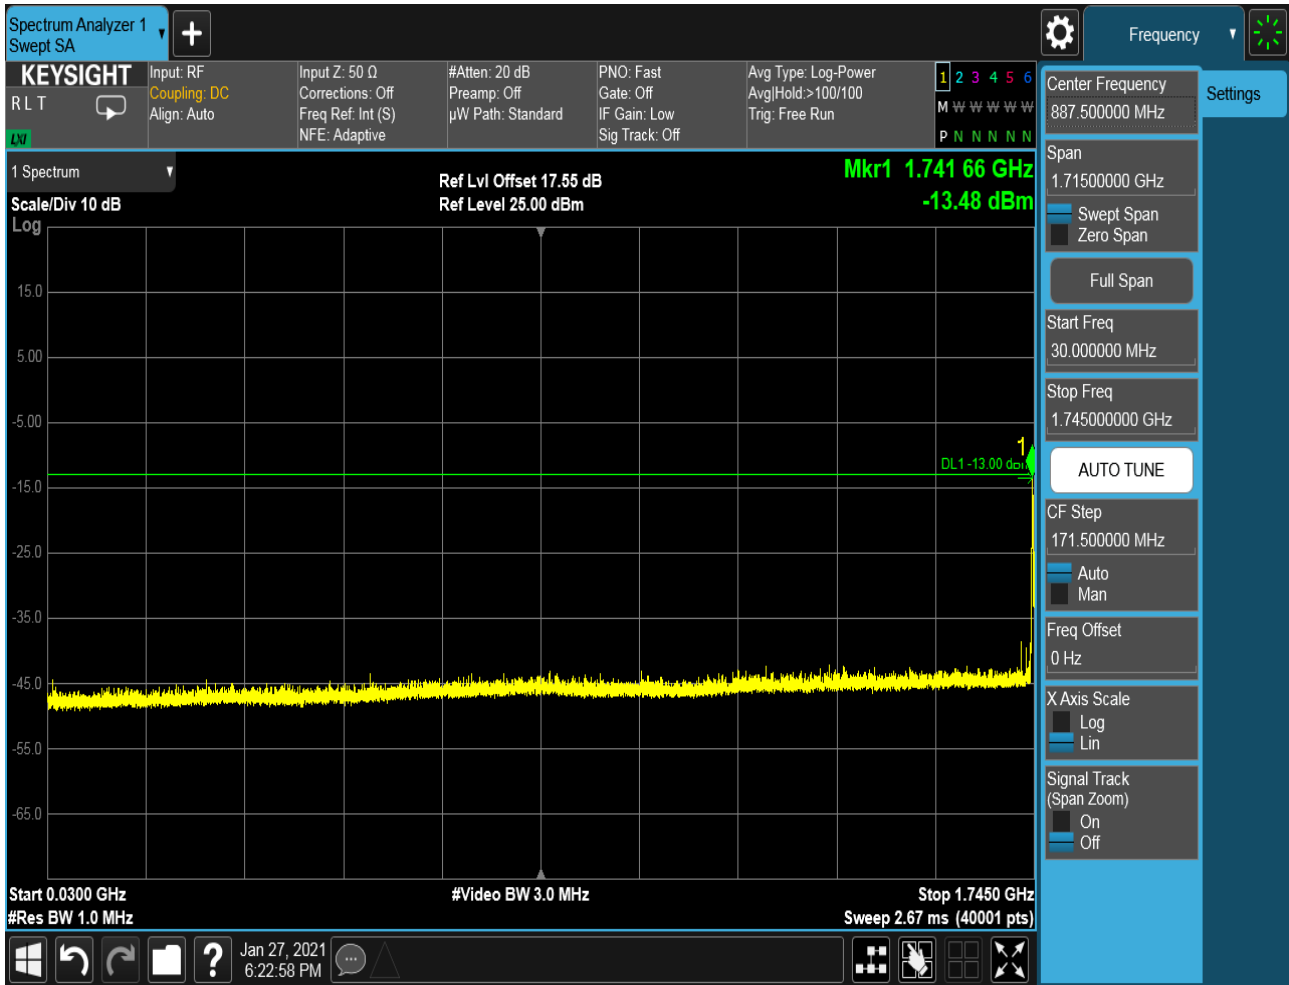 Spectrum Analyzer 1
Swept SA
Frequency
KEYSIGHT
R L T
LXI
Input: RF
Coupling: DC
Align: Auto
Input Z: 50 Ω
Corrections: Off
Freq Ref: Int (S)
NFE: Adaptive
#Atten: 20 dB
Preamp: Off
µW Path: Standard
PNO: Fast
Gate: Off
IF Gain: Low
Sig Track: Off
Avg Type: Log-Power
Avg|Hold:>100/100
Trig: Free Run
1 2 3 4 5 6
M W W W W W
P N N N N N
1 Spectrum
Scale/Div 10 dB
Log
Ref Lvl Offset 17.55 dB
Ref Level 25.00 dBm
Mkr1 1.741 66 GHz
-13.48 dBm
15.0
5.00
-5.00
-15.0
-25.0
-35.0
-45.0
-55.0
-65.0
1
DL1 -13.00 dBm
Start 0.0300 GHz
#Res BW 1.0 MHz
#Video BW 3.0 MHz
Stop 1.7450 GHz
Sweep 2.67 ms (40001 pts)
Jan 27, 2021
6:22:58 PM
Center Frequency
887.500000 MHz
Settings
Span
1.71500000 GHz
Swept Span
Zero Span
Full Span
Start Freq
30.000000 MHz
Stop Freq
1.745000000 GHz
AUTO TUNE
CF Step
171.500000 MHz
Auto
Man
Freq Offset
0 Hz
X Axis Scale
Log
Lin
Signal Track
(Span Zoom)
On
Off